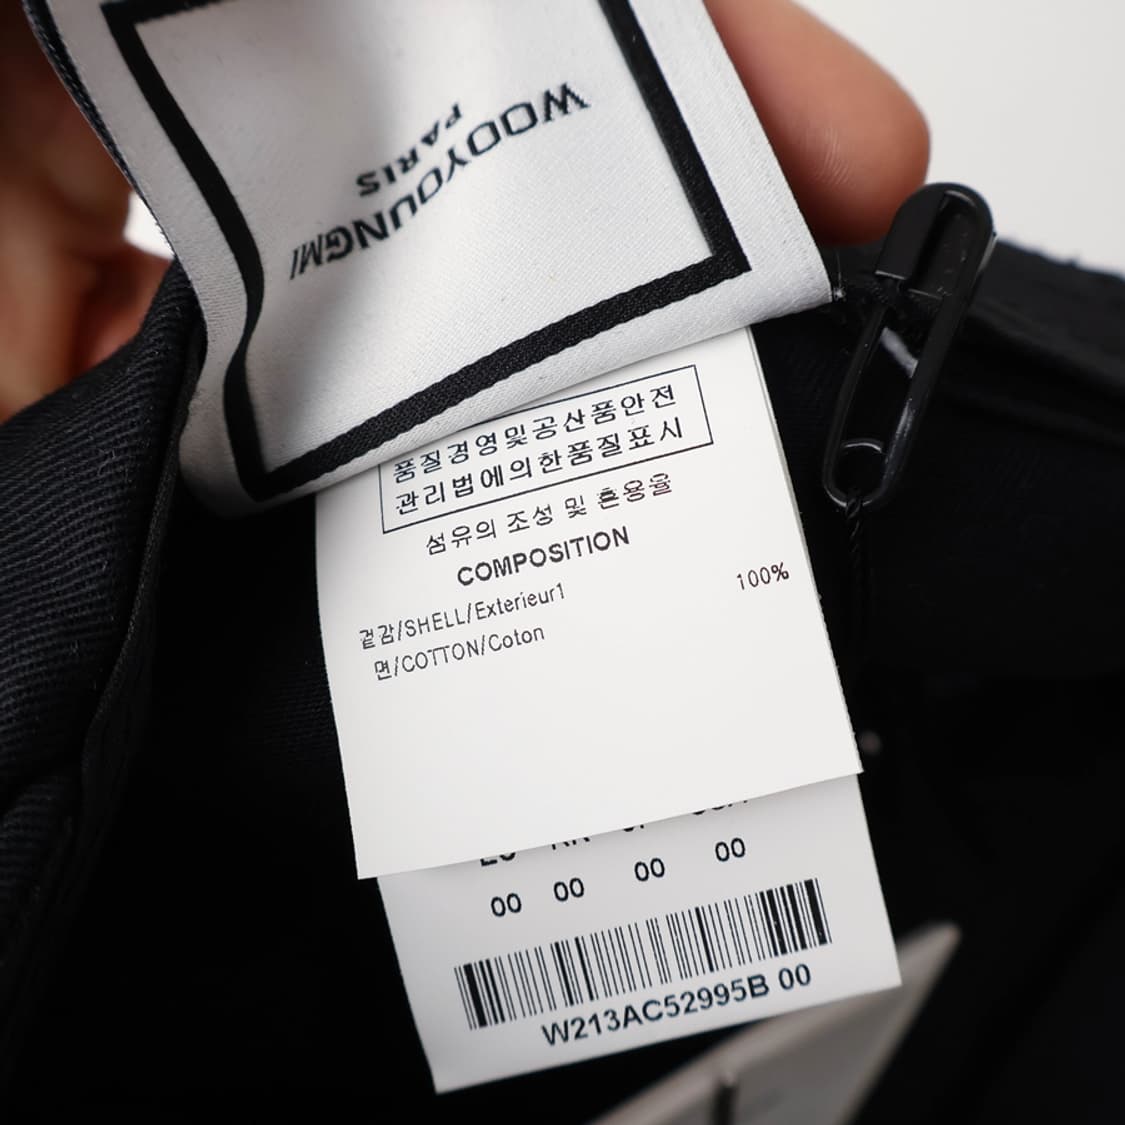 WOOYOUNGMI
PARIS
품질경영및공산품안전
관리법에의한품질표시
섬유의 조성 및 혼용율
COMPOSITION
겉감/SHELL/Exterieur1
면/COTTON/Coton 100%
00 00 00 00
W213AC52995B 00